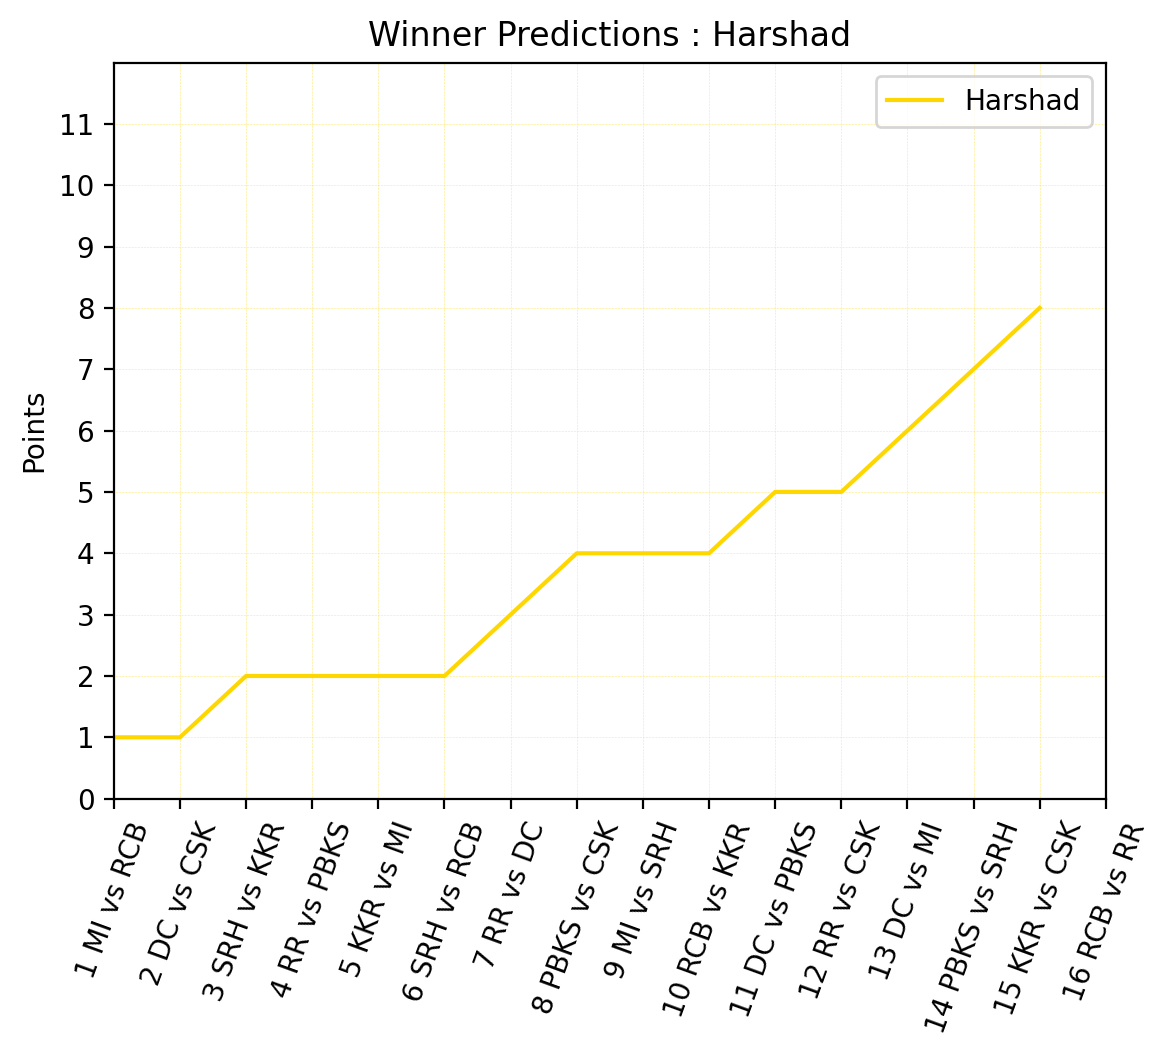 Winner Predictions : Harshad
Harshad
Points
11
10
9
8
7
6
5
4
3
2
1
0
1 MI vs RCB
2 DC vs CSK
3 SRH vs KKR
4 RR vs PBKS
5 KKR vs MI
6 SRH vs RCB
7 RR vs DC
8 PBKS vs CSK
9 MI vs SRH
10 RCB vs KKR
11 DC vs PBKS
12 RR vs CSK
13 DC vs MI
14 PBKS vs SRH
15 KKR vs CSK
16 RCB vs RR